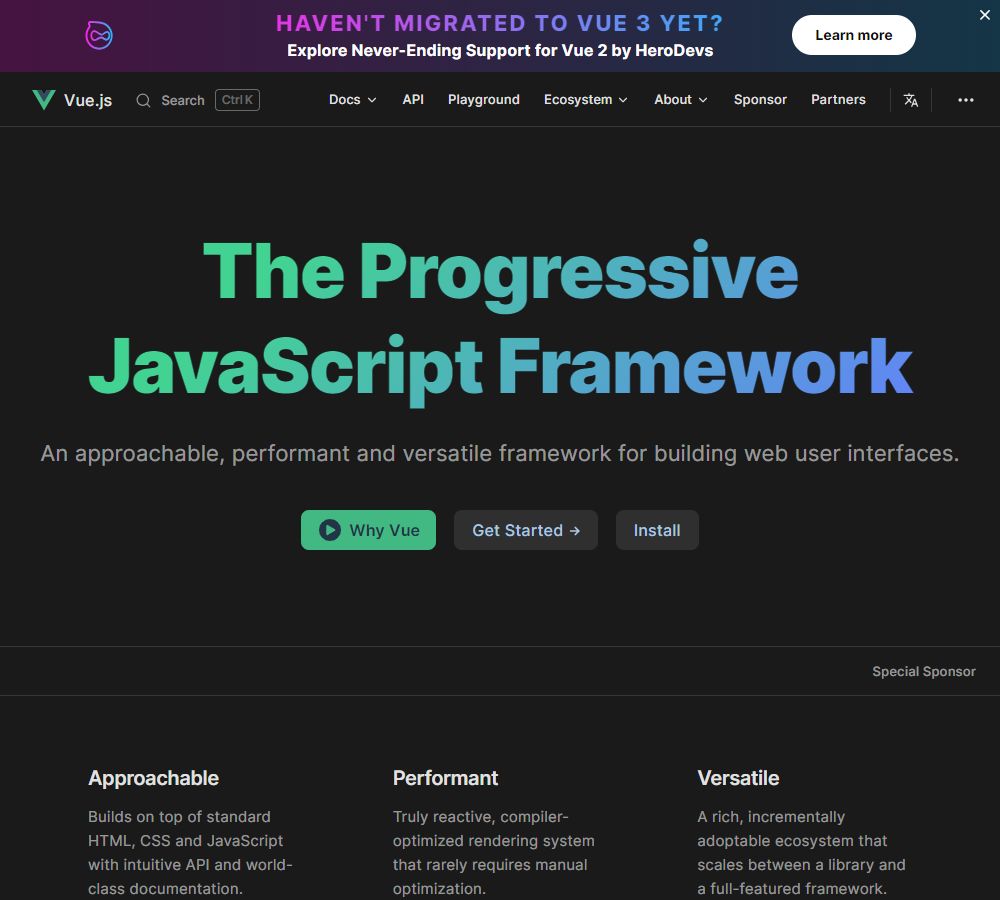 HAVEN'T MIGRATED TO VUE 3 YET?
Explore Never-Ending Support for Vue 2 by HeroDevs
Learn more
Vue.js
Search
Ctrl K
Docs
API
Playground
Ecosystem
About
Sponsor
Partners
The Progressive
JavaScript Framework
An approachable, performant and versatile framework for building web user interfaces.
Why Vue
Get Started →
Install
Special Sponsor
Approachable
Builds on top of standard
HTML, CSS and JavaScript
with intuitive API and world-
class documentation.
Performant
Truly reactive, compiler-
optimized rendering system
that rarely requires manual
optimization.
Versatile
A rich, incrementally
adoptable ecosystem that
scales between a library and
a full-featured framework.